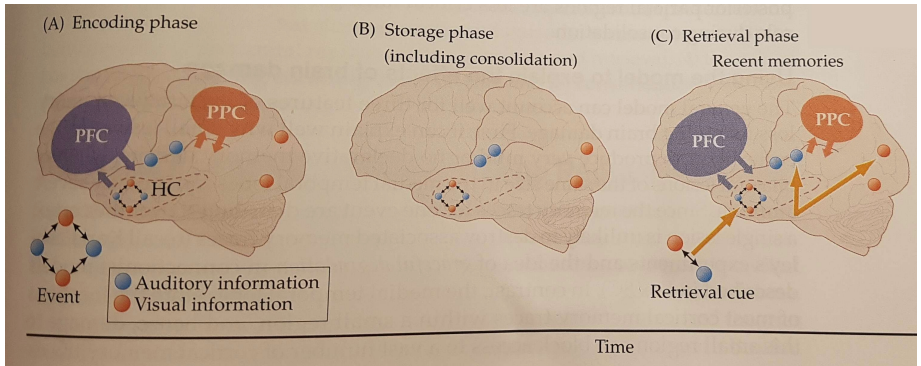 (A) Encoding phase
PFC
PPC
HC
Event
Auditory information
Visual information
(B) Storage phase
(including consolidation)
(C) Retrieval phase
Recent memories
PFC
PPC
Retrieval cue
Time